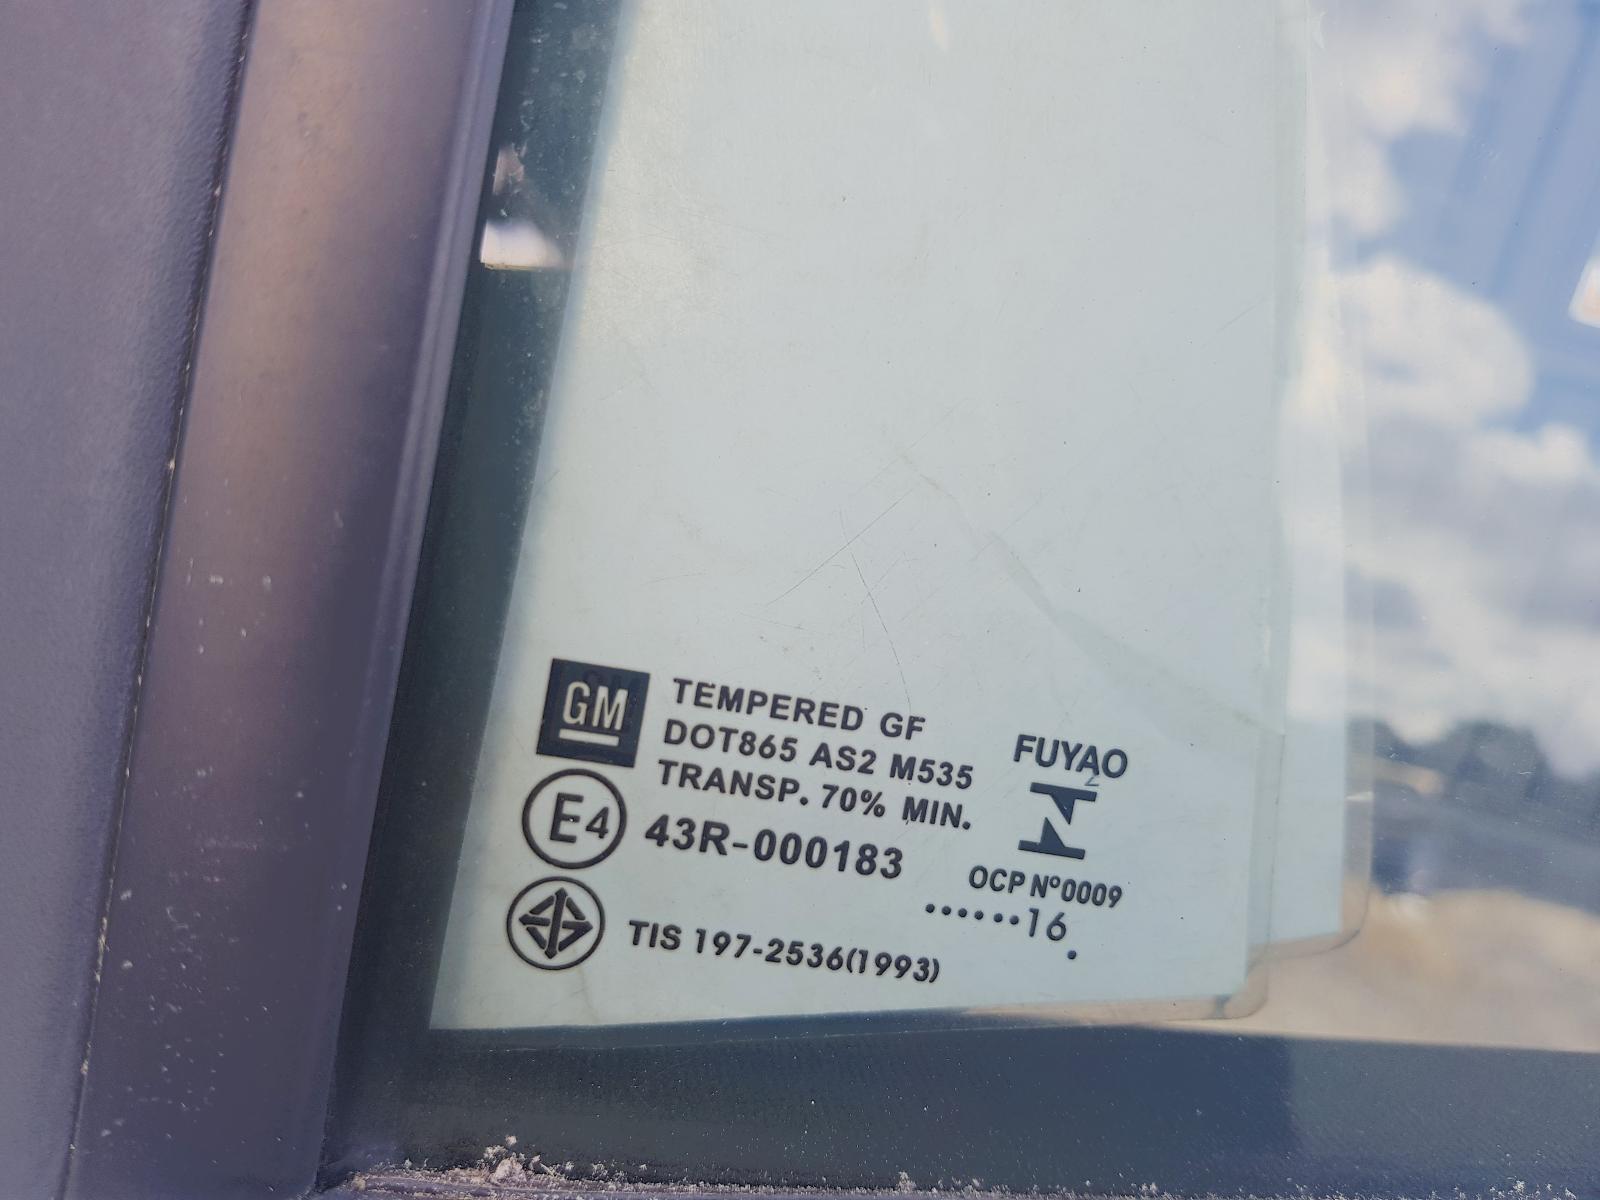 GM
TEMPERED GF
DOT865 AS2 M535
TRANSP. 70% MIN.
E4
43R-000183
TIS 197-2536(1993)
FUYAO
2
OCP Nº0009
......16
.